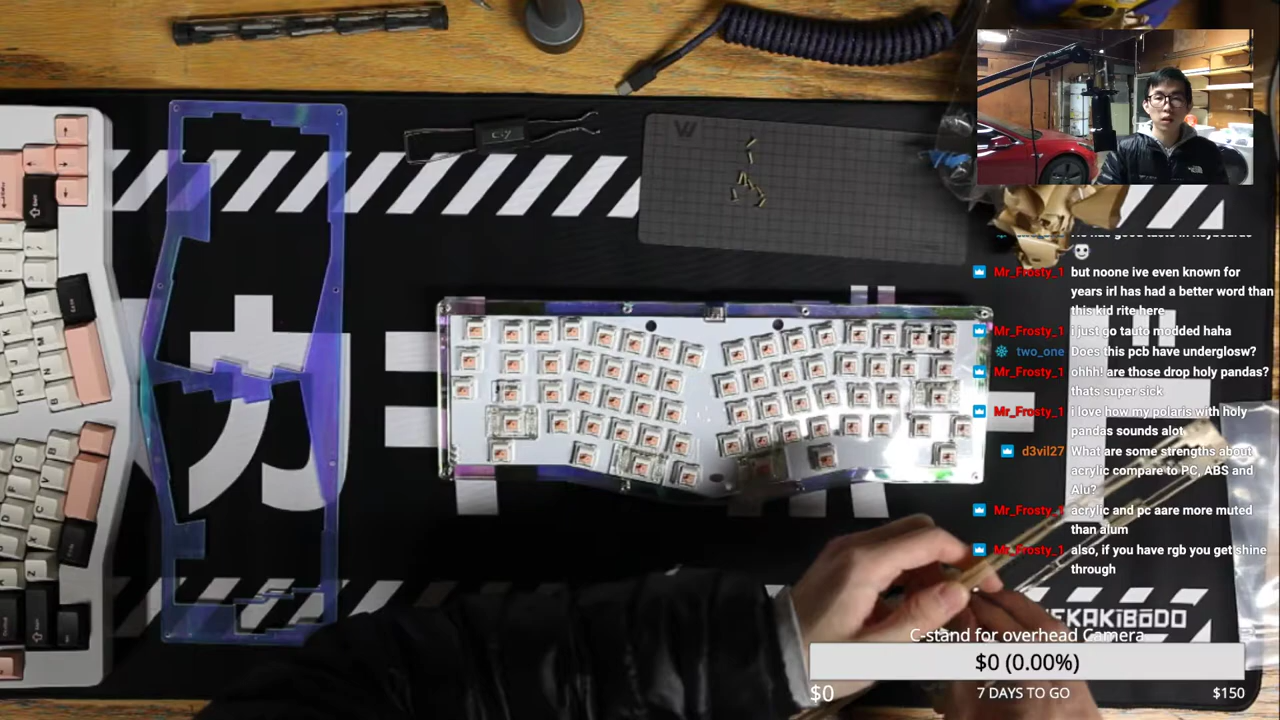 Mr_Frosty_1 but noone ive even known for
years irl has had a better word than
this kid rite here
Mr_Frosty_1 i just go tauto modded haha
two_one Does this pcb have underglosw?
Mr_Frosty_1 ohhh! are those drop holy pandas?
thats super sick
Mr_Frosty_1 i love how my polaris with holy
pandas sounds alot
d3vil27 What are some strengths about
acrylic compare to PC, ABS and
Alu?
Mr_Frosty_1 acrylic and pc aare more muted
than alum
Mr_Frosty_1 also, if you have rgb you get shine
through
EKAKIBODO
C-stand for overhead Camera
$0 (0.00%)
$0 7 DAYS TO GO $150
カ